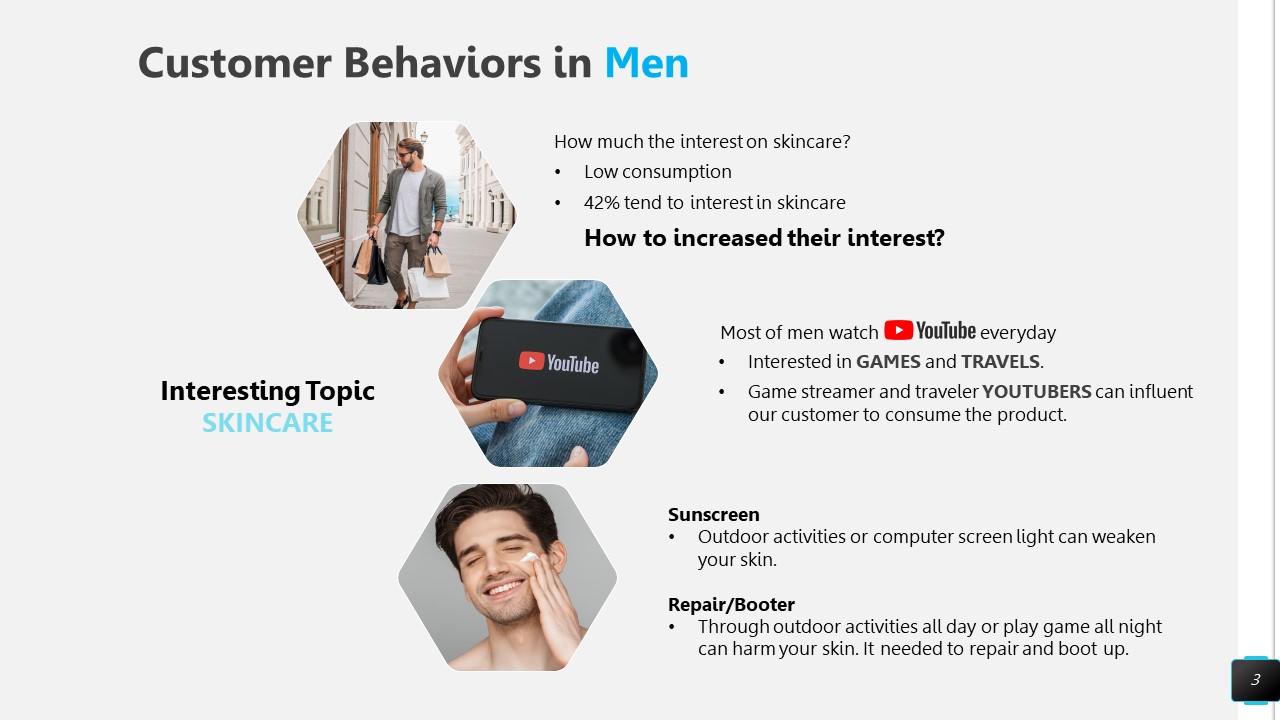 Customer Behaviors in Men
How much the interest on skincare?
• Low consumption
• 42% tend to interest in skincare
How to increased their interest?
YouTube
Most of men watch YouTube everyday
• Interested in GAMES and TRAVELS.
• Game streamer and traveler YOUTUBERS can influent
our customer to consume the product.
Interesting Topic
SKINCARE
Sunscreen
• Outdoor activities or computer screen light can weaken
your skin.
Repair/Booter
• Through outdoor activities all day or play game all night
can harm your skin. It needed to repair and boot up.
3